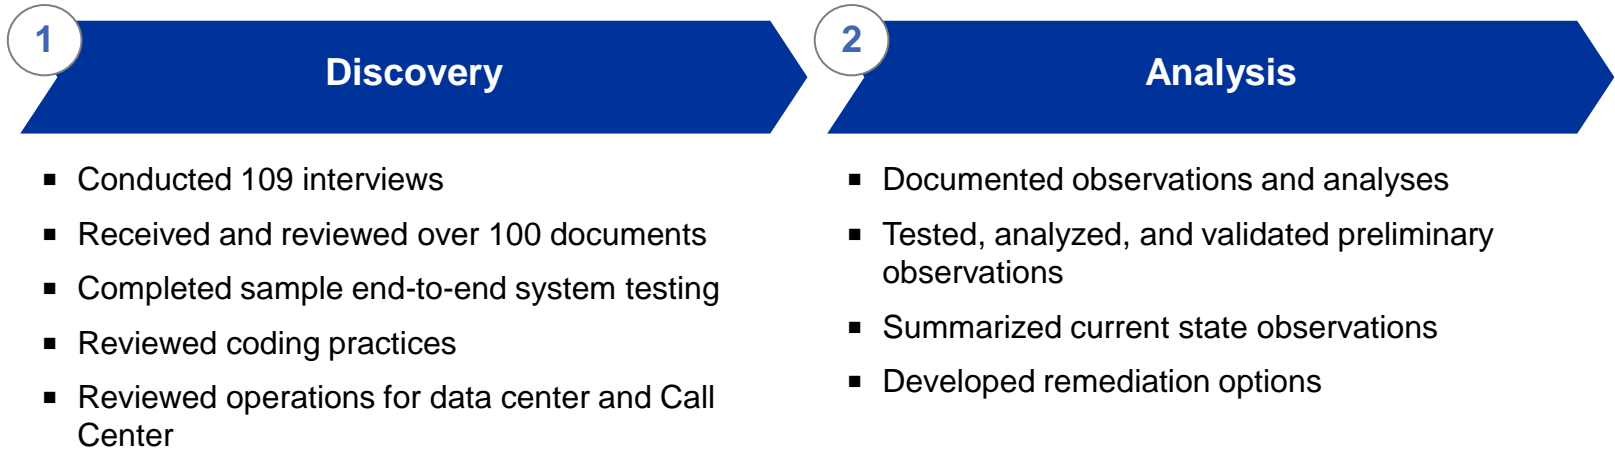 1
Discovery
■ Conducted 109 interviews
■ Received and reviewed over 100 documents
■ Completed sample end-to-end system testing
■ Reviewed coding practices
■ Reviewed operations for data center and Call
Center
2
Analysis
■ Documented observations and analyses
■ Tested, analyzed, and validated preliminary
observations
■ Summarized current state observations
■ Developed remediation options